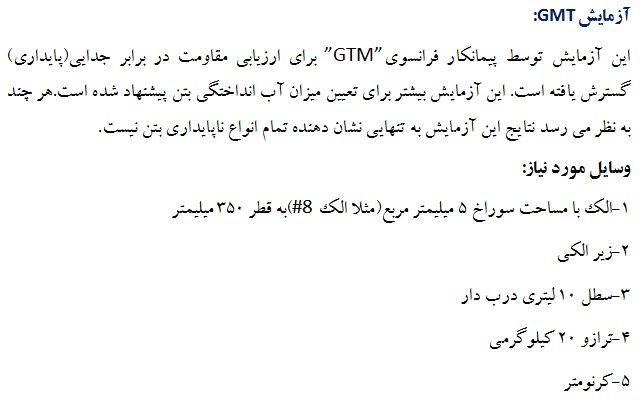 آزمایش GMT:
این آزمایش توسط پیمانکار فرانسوی ”GTM” برای ارزیابی مقاومت در برابر جدایی(پایداری)
گسترش یافته است. این آزمایش بیشتر برای تعیین میزان آب انداختگی بتن پیشنهاد شده است.هر چند
به نظر می رسد نتایج این آزمایش به تنهایی نشان دهنده تمام انواع ناپایداری بتن نیست.
وسایل مورد نیاز:
۱-الک با مساحت سوراخ ۵ میلیمتر مربع(مثلا الک 8#)به قطر ۳۵۰ میلیمتر
۲-زیر الکی
۳-سطل ۱۰ لیتری درب دار
۴-ترازو ۲۰ کیلوگرمی
۵-کرنومتر